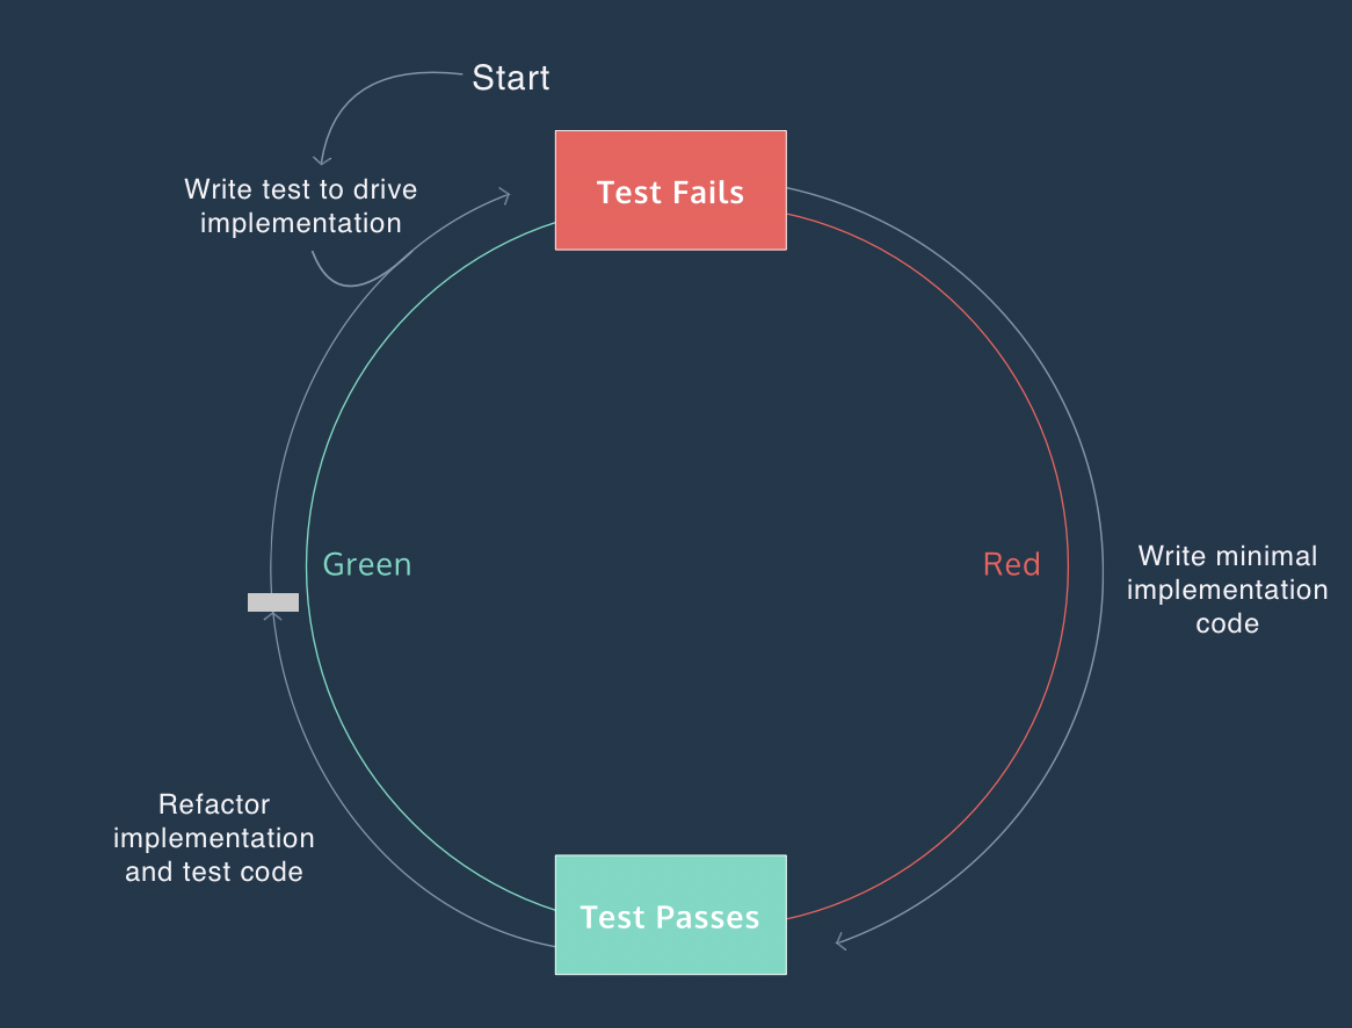 Start
Write test to drive
implementation
Test Fails
Green
Red
Write minimal
implementation
code
Refactor
implementation
and test code
Test Passes